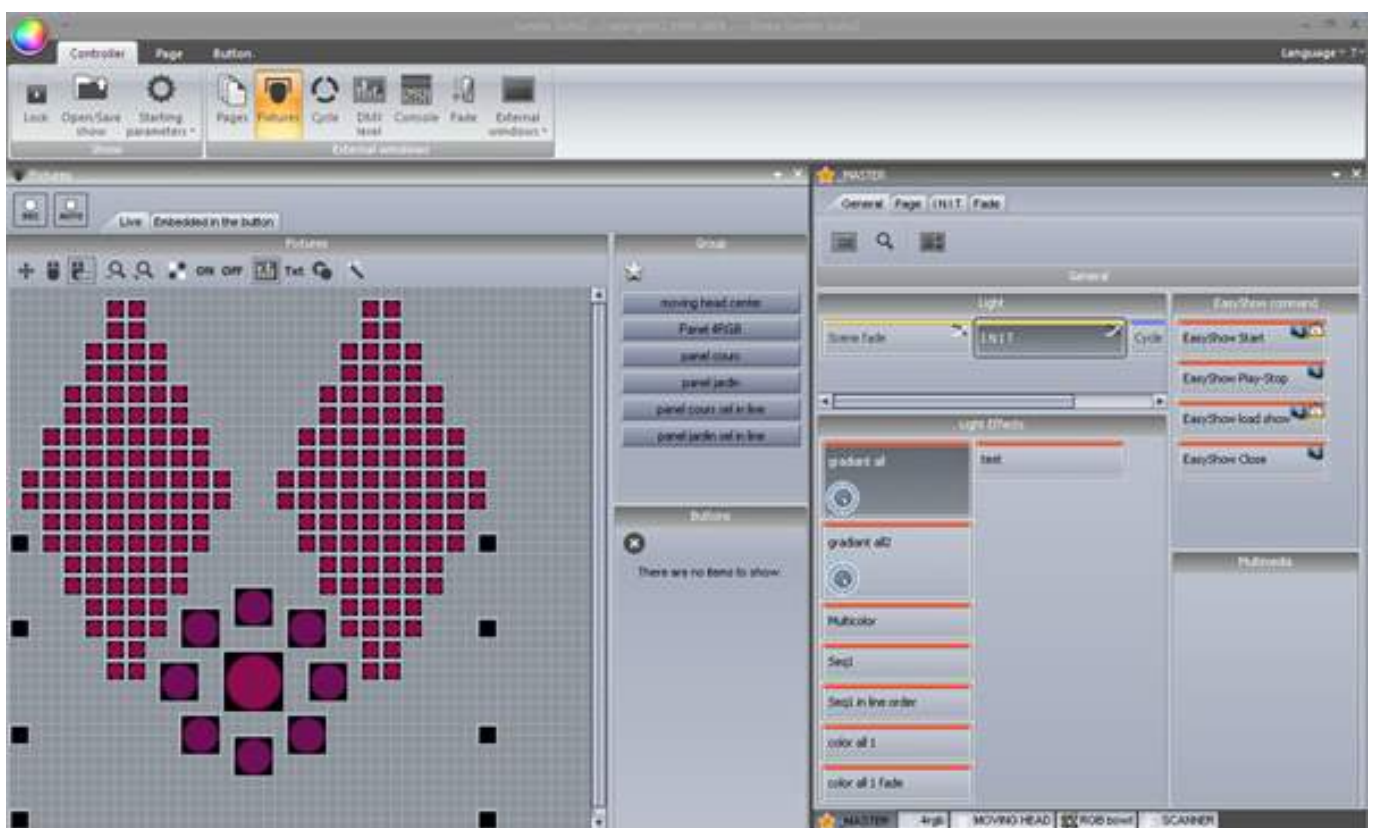 Controller Page Button
Language ?
Lock Open/Save show Starting parameters Pages Fixtures Cycle DMX level Console Fade External windows
Show External windows
Fixtures
_MASTER
REC AUTO Live Embedded in the button
General Page INIT Fade
Fixtures Group
ON OFF Txt
General
moving head center
Panel 4RGB
panel cours
panel jardin
panel cours sel in line
panel jardin sel in line
Light EasyShow command
Scene fade INIT Cycle
EasyShow Start
EasyShow Play-Stop
EasyShow load show
EasyShow Close
Light Effects
gradiant all test
gradiant all2
Multicolor
Seq1
Seq1 in line order
color all 1
color all 1 Fade
Buttons
There are no items to show.
Multimedia
_MASTER 4rgb MOVING HEAD RGB bowl SCANNER